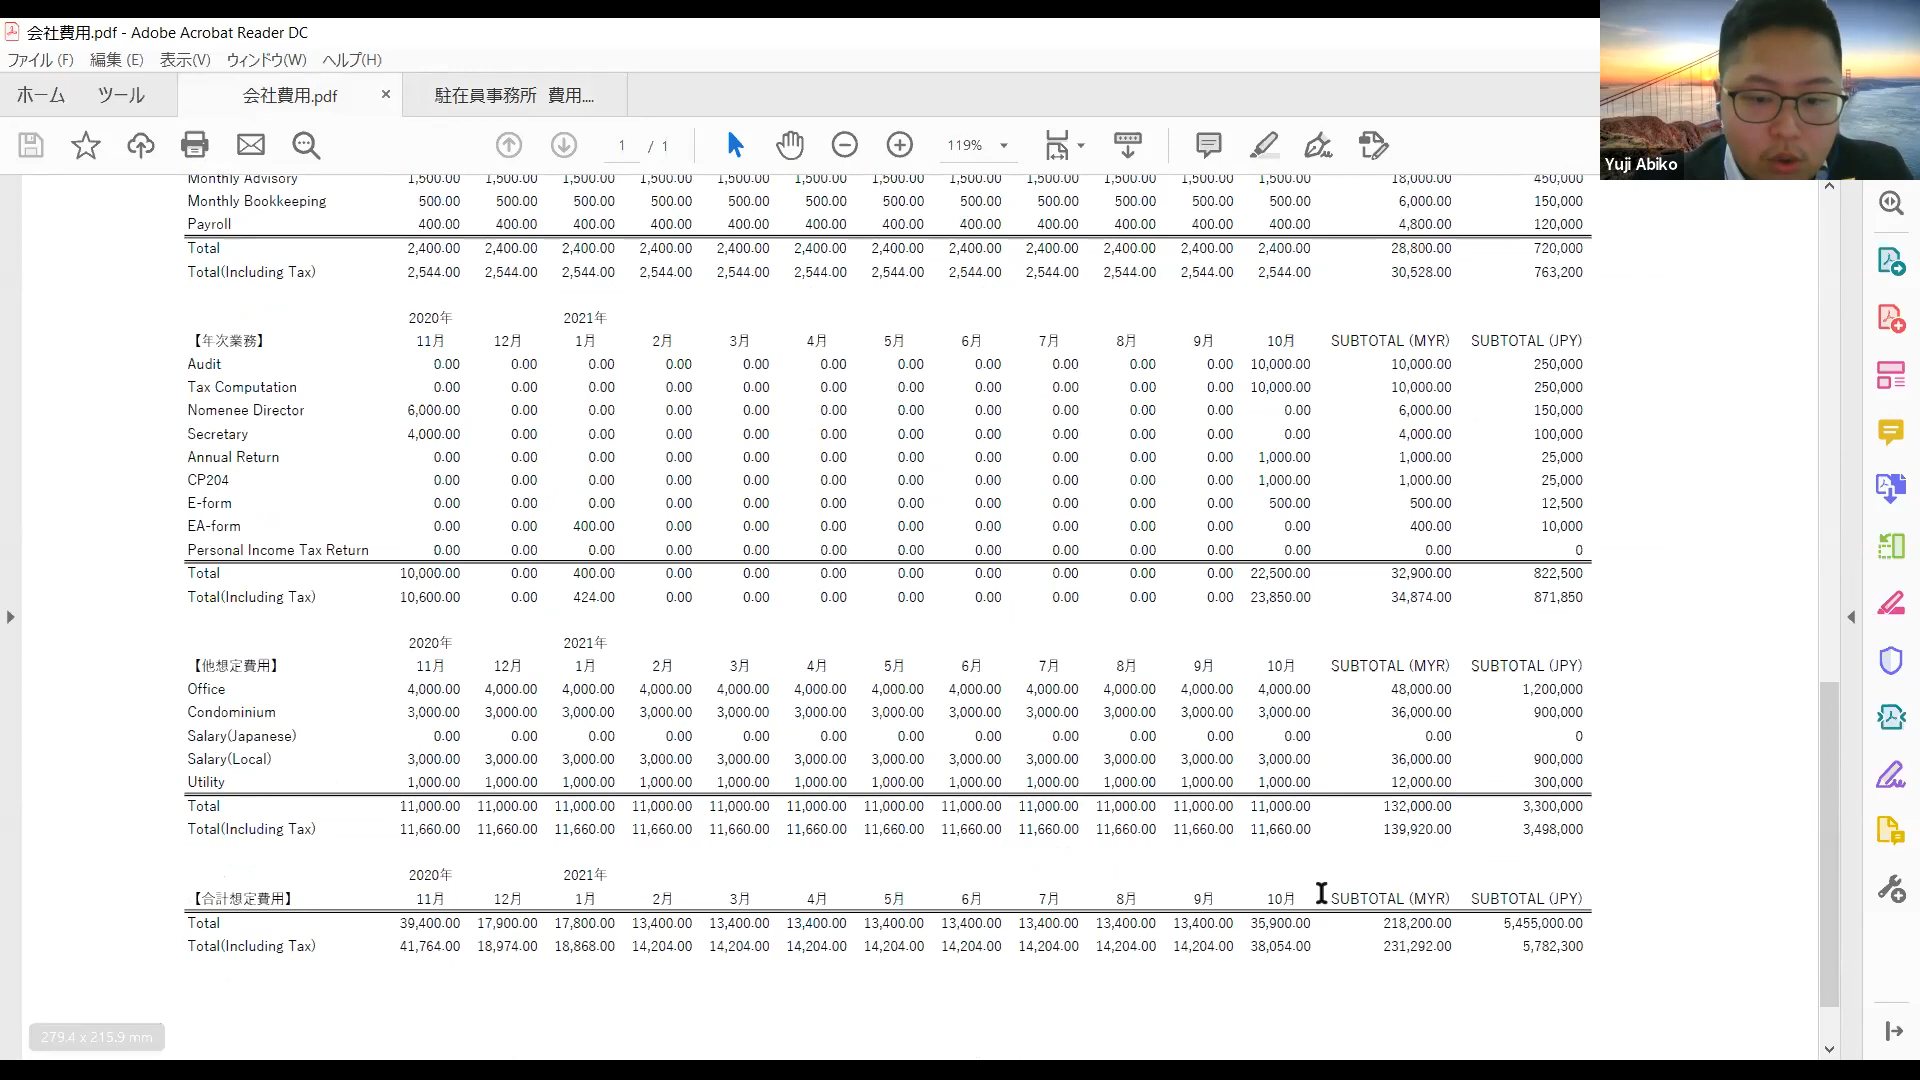 会社費用.pdf - Adobe Acrobat Reader DC
ファイル (F) 編集 (E) 表示(V) ウィンドウ(W) ヘルプ(H)
ホーム ツール 会社費用.pdf × 駐在員事務所 費用....
1 / 1 119%
Yuji Abiko
Monthly Advisory 1,500.00 1,500.00 1,500.00 1,500.00 1,500.00 1,500.00 1,500.00 1,500.00 1,500.00 1,500.00 1,500.00 1,500.00 18,000.00 450,000
Monthly Bookkeeping 500.00 500.00 500.00 500.00 500.00 500.00 500.00 500.00 500.00 500.00 500.00 500.00 6,000.00 150,000
Payroll 400.00 400.00 400.00 400.00 400.00 400.00 400.00 400.00 400.00 400.00 400.00 400.00 4,800.00 120,000
Total 2,400.00 2,400.00 2,400.00 2,400.00 2,400.00 2,400.00 2,400.00 2,400.00 2,400.00 2,400.00 2,400.00 2,400.00 28,800.00 720,000
Total(Including Tax) 2,544.00 2,544.00 2,544.00 2,544.00 2,544.00 2,544.00 2,544.00 2,544.00 2,544.00 2,544.00 2,544.00 2,544.00 30,528.00 763,200
2020年 2021年
【年次業務】 11月 12月 1月 2月 3月 4月 5月 6月 7月 8月 9月 10月 SUBTOTAL (MYR) SUBTOTAL (JPY)
Audit 0.00 0.00 0.00 0.00 0.00 0.00 0.00 0.00 0.00 0.00 0.00 10,000.00 10,000.00 250,000
Tax Computation 0.00 0.00 0.00 0.00 0.00 0.00 0.00 0.00 0.00 0.00 0.00 10,000.00 10,000.00 250,000
Nomenee Director 6,000.00 0.00 0.00 0.00 0.00 0.00 0.00 0.00 0.00 0.00 0.00 0.00 6,000.00 150,000
Secretary 4,000.00 0.00 0.00 0.00 0.00 0.00 0.00 0.00 0.00 0.00 0.00 0.00 4,000.00 100,000
Annual Return 0.00 0.00 0.00 0.00 0.00 0.00 0.00 0.00 0.00 0.00 0.00 1,000.00 1,000.00 25,000
CP204 0.00 0.00 0.00 0.00 0.00 0.00 0.00 0.00 0.00 0.00 0.00 1,000.00 1,000.00 25,000
E-form 0.00 0.00 0.00 0.00 0.00 0.00 0.00 0.00 0.00 0.00 0.00 500.00 500.00 12,500
EA-form 0.00 0.00 400.00 0.00 0.00 0.00 0.00 0.00 0.00 0.00 0.00 0.00 400.00 10,000
Personal Income Tax Return 0.00 0.00 0.00 0.00 0.00 0.00 0.00 0.00 0.00 0.00 0.00 0.00 0.00 0
Total 10,000.00 0.00 400.00 0.00 0.00 0.00 0.00 0.00 0.00 0.00 0.00 22,500.00 32,900.00 822,500
Total(Including Tax) 10,600.00 0.00 424.00 0.00 0.00 0.00 0.00 0.00 0.00 0.00 0.00 23,850.00 34,874.00 871,850
2020年 2021年
【他想定費用】 11月 12月 1月 2月 3月 4月 5月 6月 7月 8月 9月 10月 SUBTOTAL (MYR) SUBTOTAL (JPY)
Office 4,000.00 4,000.00 4,000.00 4,000.00 4,000.00 4,000.00 4,000.00 4,000.00 4,000.00 4,000.00 4,000.00 4,000.00 48,000.00 1,200,000
Condominium 3,000.00 3,000.00 3,000.00 3,000.00 3,000.00 3,000.00 3,000.00 3,000.00 3,000.00 3,000.00 3,000.00 3,000.00 36,000.00 900,000
Salary(Japanese) 0.00 0.00 0.00 0.00 0.00 0.00 0.00 0.00 0.00 0.00 0.00 0.00 0.00 0
Salary(Local) 3,000.00 3,000.00 3,000.00 3,000.00 3,000.00 3,000.00 3,000.00 3,000.00 3,000.00 3,000.00 3,000.00 3,000.00 36,000.00 900,000
Utility 1,000.00 1,000.00 1,000.00 1,000.00 1,000.00 1,000.00 1,000.00 1,000.00 1,000.00 1,000.00 1,000.00 1,000.00 12,000.00 300,000
Total 11,000.00 11,000.00 11,000.00 11,000.00 11,000.00 11,000.00 11,000.00 11,000.00 11,000.00 11,000.00 11,000.00 11,000.00 132,000.00 3,300,000
Total(Including Tax) 11,660.00 11,660.00 11,660.00 11,660.00 11,660.00 11,660.00 11,660.00 11,660.00 11,660.00 11,660.00 11,660.00 11,660.00 139,920.00 3,498,000
2020年 2021年
【合計想定費用】 11月 12月 1月 2月 3月 4月 5月 6月 7月 8月 9月 10月 SUBTOTAL (MYR) SUBTOTAL (JPY)
Total 39,400.00 17,900.00 17,800.00 13,400.00 13,400.00 13,400.00 13,400.00 13,400.00 13,400.00 13,400.00 13,400.00 35,900.00 218,200.00 5,455,000.00
Total(Including Tax) 41,764.00 18,974.00 18,868.00 14,204.00 14,204.00 14,204.00 14,204.00 14,204.00 14,204.00 14,204.00 14,204.00 38,054.00 231,292.00 5,782,300
279.4 x 215.9 mm